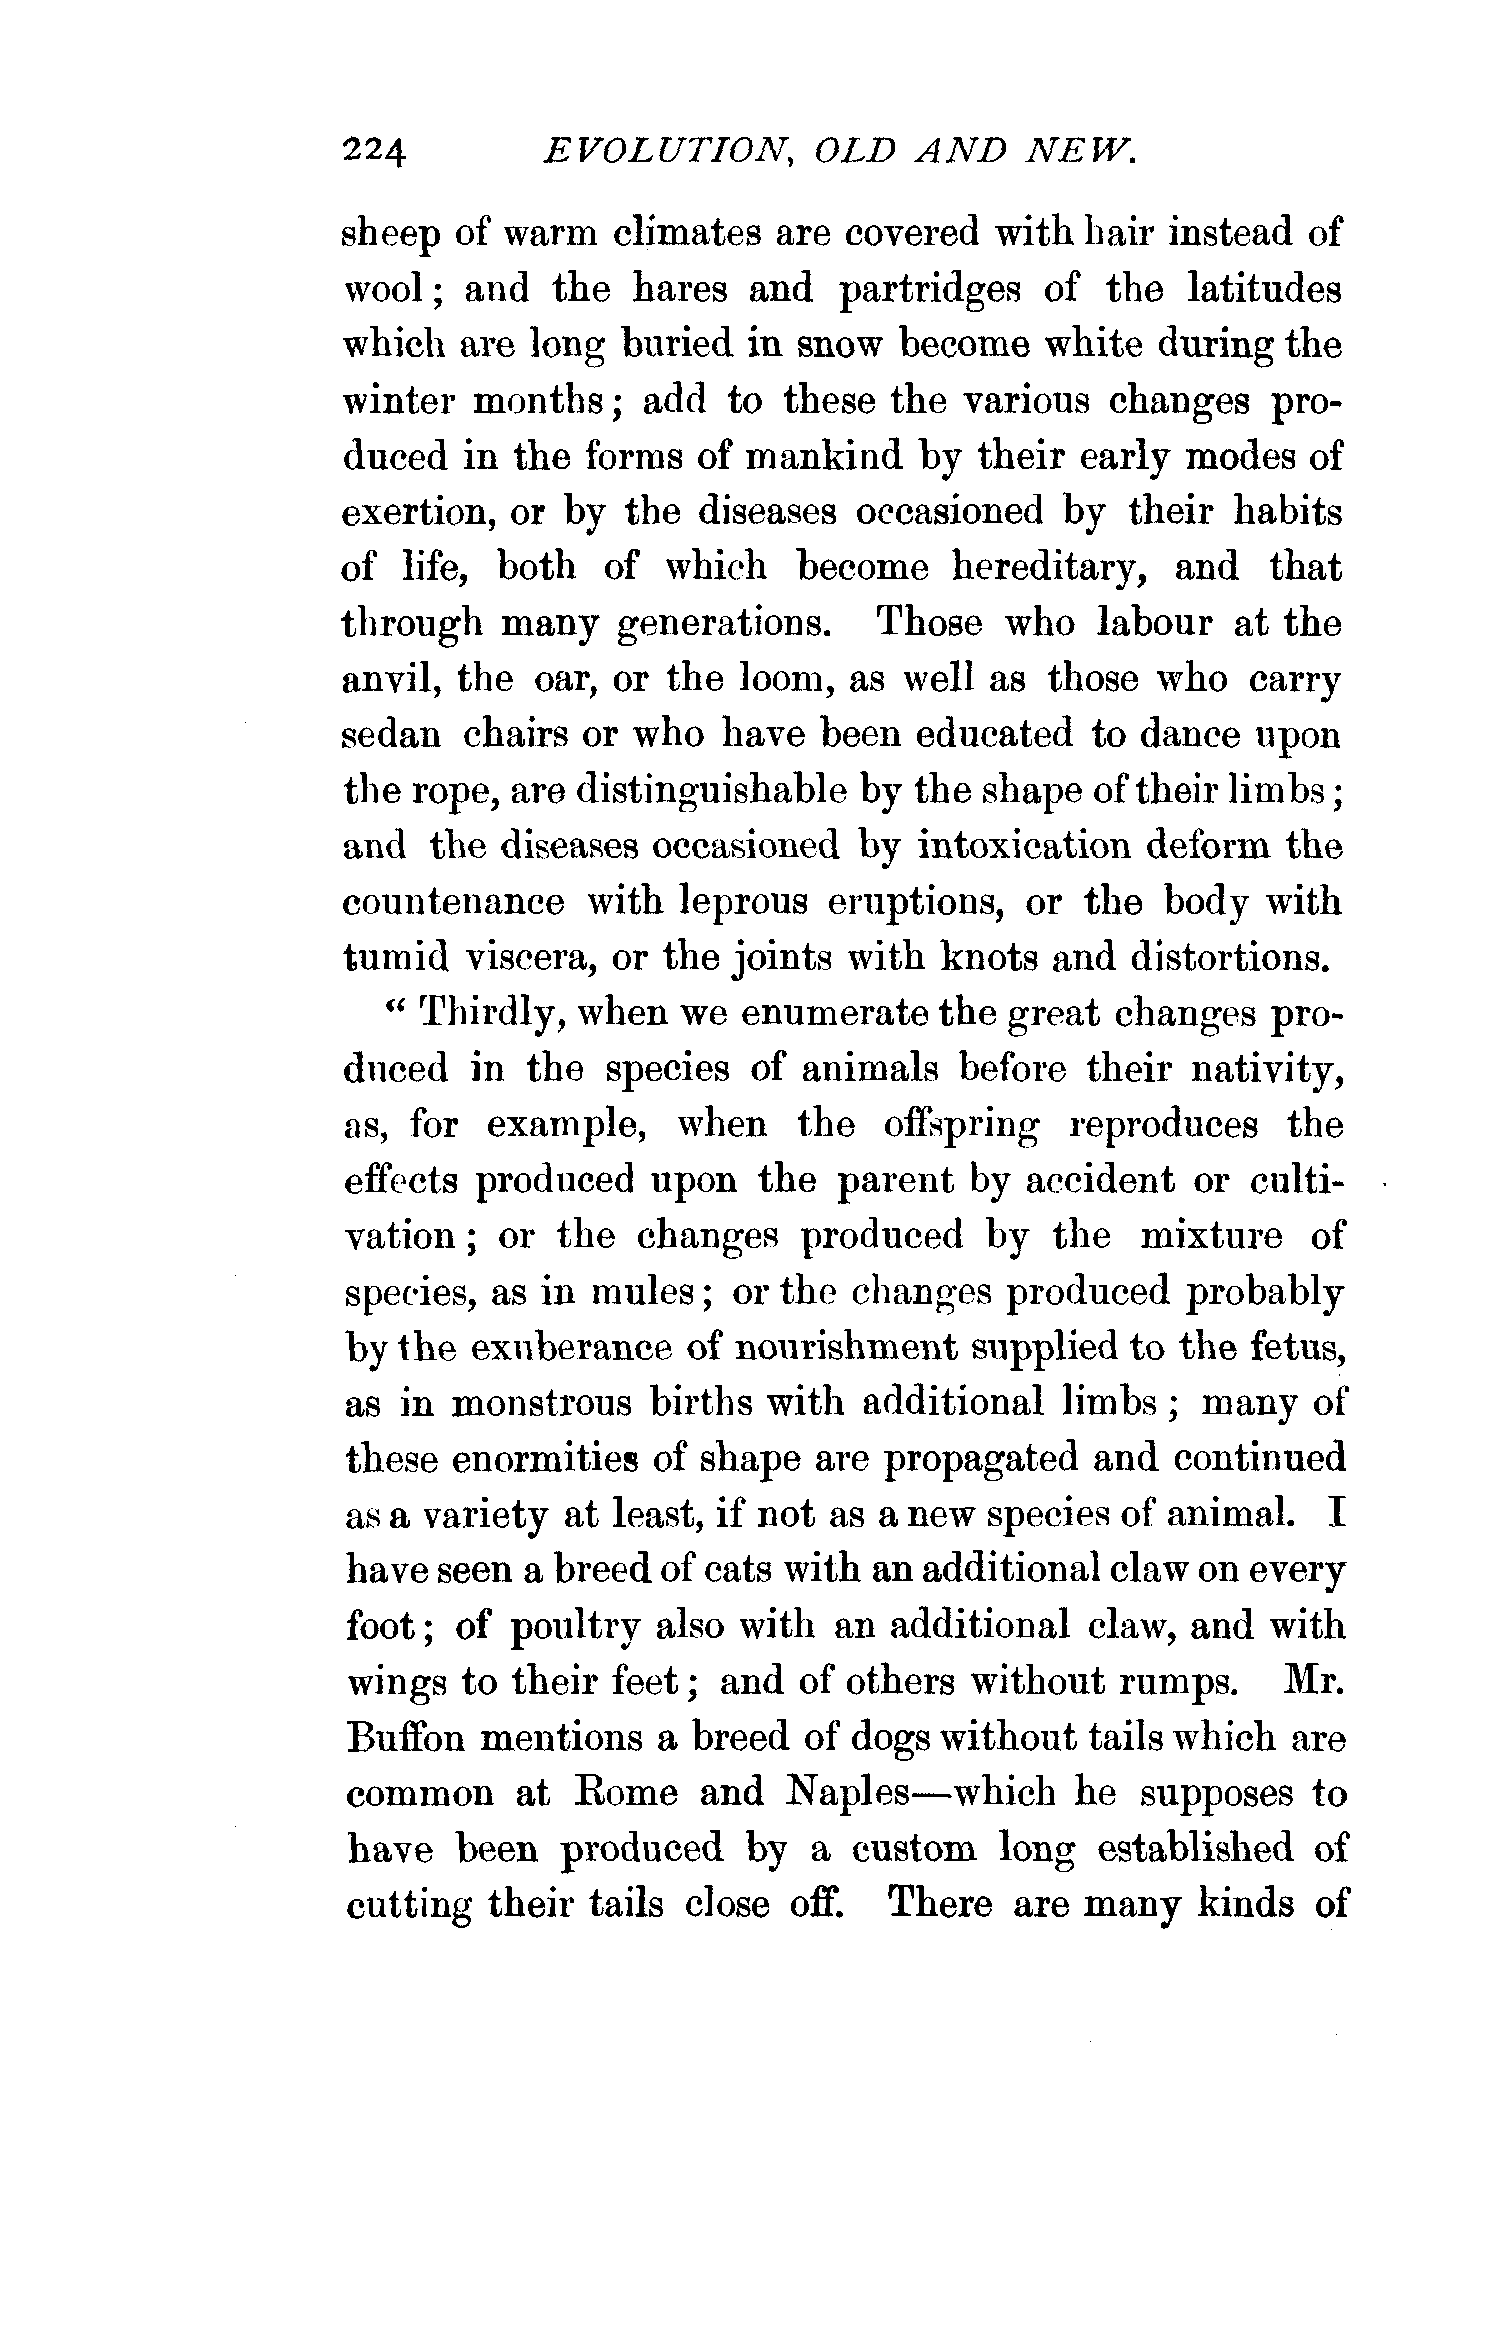 224 EVOLUTION, OLD AND NEW.
sheep of warm climates are covered with hair instead of
wool; and the hares and partridges of the latitudes
which are long buried in snow become white during the
winter months; add to these the various changes pro-
duced in the forms of mankind by their early modes of
exertion, or by the diseases occasioned by their habits
of life, both of which become hereditary, and that
through many generations. Those who labour at the
anvil, the oar, or the loom, as well as those who carry
sedan chairs or who have been educated to dance upon
the rope, are distinguishable by the shape of their limbs;
and the diseases occasioned by intoxication deform the
countenance with leprous eruptions, or the body with
tumid viscera, or the joints with knots and distortions.
“Thirdly, when we enumerate the great changes pro-
duced in the species of animals before their nativity,
as, for example, when the offspring reproduces the
effects produced upon the parent by accident or culti-
vation; or the changes produced by the mixture of
species, as in mules; or the changes produced probably
by the exuberance of nourishment supplied to the fetus,
as in monstrous births with additional limbs; many of
these enormities of shape are propagated and continued
as a variety at least, if not as a new species of animal. I
have seen a breed of cats with an additional claw on every
foot; of poultry also with an additional claw, and with
wings to their feet; and of others without rumps. Mr.
Buffon mentions a breed of dogs without tails which are
common at Rome and Naples—which he supposes to
have been produced by a custom long established of
cutting their tails close off. There are many kinds of